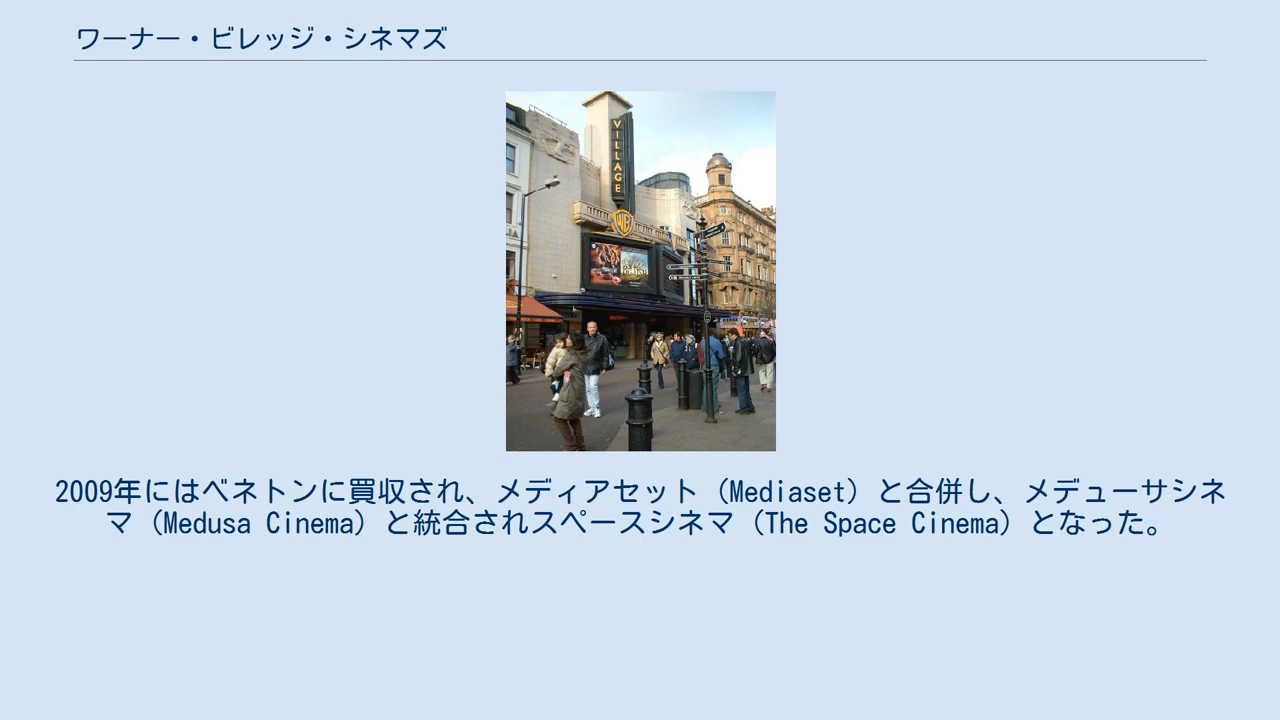 ワーナー・ビレッジ・シネマズ
VILLAGE
WB
2009年にはベネトンに買収され、メディアセット（Mediaset）と合併し、メデューサシネ
マ（Medusa Cinema）と統合されスペースシネマ（The Space Cinema）となった。